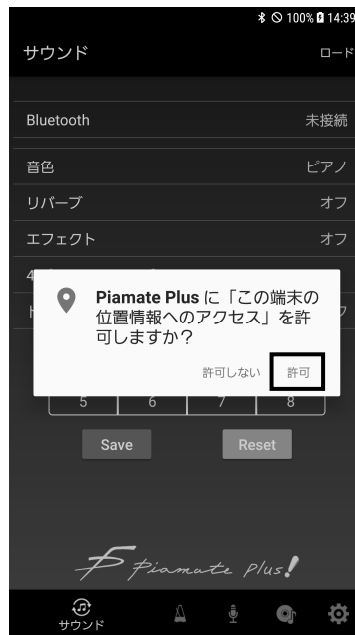 100% 14:39
サウンド ロード
Bluetooth 未接続
音色 ピアノ
リバーブ オフ
エフェクト オフ
4
Piamate Plus に「この端末の
位置情報へのアクセス」を許
可しますか？
許可しない 許可
5 6 7 8
Save Reset
Piamate Plus!
サウンド